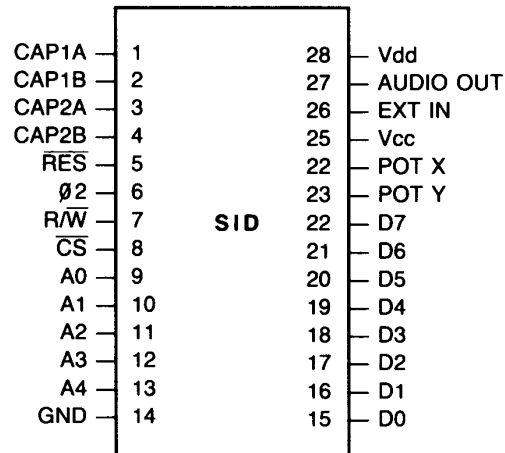 CAP1A 1 28 Vdd
CAP1B 2 27 AUDIO OUT
CAP2A 3 26 EXT IN
CAP2B 4 25 Vcc
R̅E̅S̅ 5 22 POT X
Ø2 6 23 POT Y
R/W̅ 7 SID 22 D7
C̅S̅ 8 21 D6
A0 9 20 D5
A1 10 19 D4
A2 11 18 D3
A3 12 17 D2
A4 13 16 D1
GND 14 15 D0